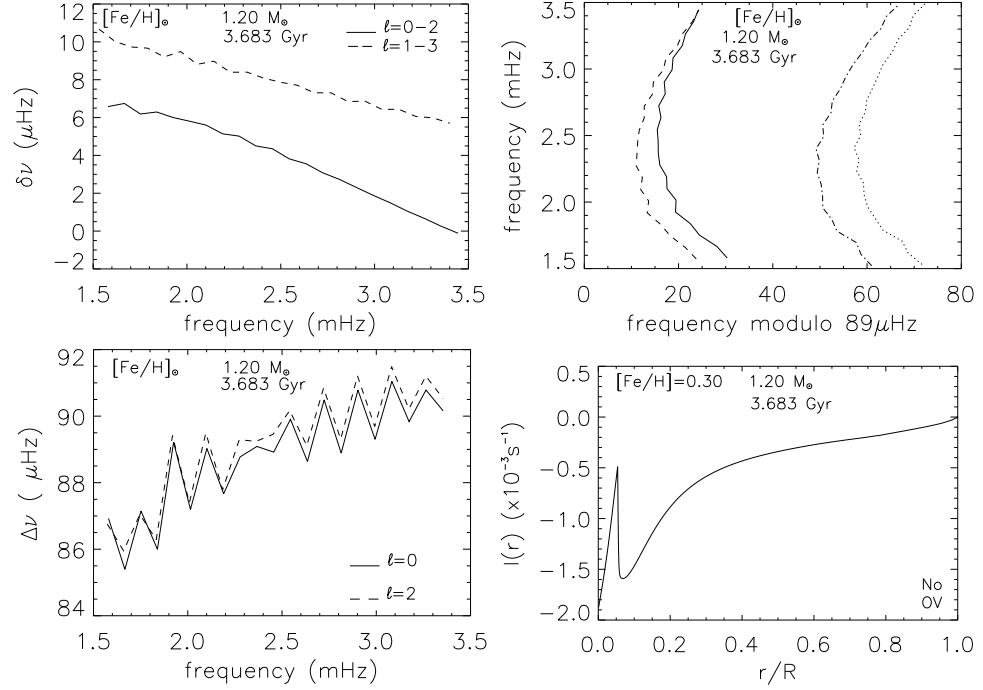 [Fe/H]⊙
1.20 M⊙
3.683 Gyr
ℓ=0−2
ℓ=1−3
12
10
8
6
4
2
0
−2
δν (μHz)
1.5 2.0 2.5 3.0 3.5
frequency (mHz)
[Fe/H]⊙
1.20 M⊙
3.683 Gyr
3.5
3.0
2.5
2.0
1.5
frequency (mHz)
0 20 40 60 80
frequency modulo 89μHz
[Fe/H]⊙
1.20 M⊙
3.683 Gyr
92
90
88
86
84
Δν ( μHz)
ℓ=0
ℓ=2
1.5 2.0 2.5 3.0 3.5
frequency (mHz)
[Fe/H]=0.30
1.20 M⊙
3.683 Gyr
0.5
0.0
−0.5
−1.0
−1.5
−2.0
I(r) (x10⁻³s⁻¹)
No
OV
0.0 0.2 0.4 0.6 0.8 1.0
r/R